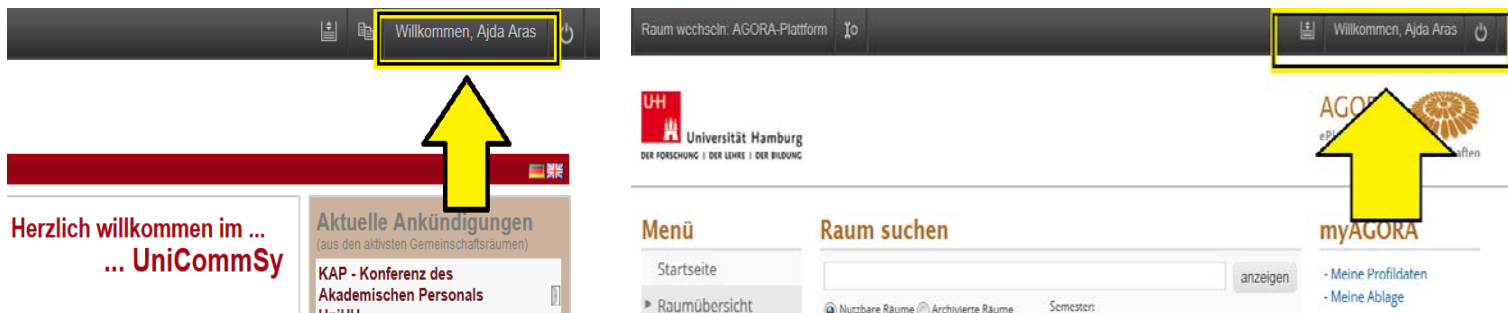 Willkommen, Ajda Aras
Herzlich willkommen im ...
... UniCommSy
Aktuelle Ankündigungen
(aus den aktivsten Gemeinschaftsräumen)
KAP - Konferenz des
Akademischen Personals
Raum wechseln: AGORA-Plattform
Willkommen, Ajda Aras
UH
Universität Hamburg
DER FORSCHUNG | DER LEHRE | DER BILDUNG
Menü
Startseite
Raumübersicht
Raum suchen
anzeigen
Nutzbare Räume Archivierte Räume
Semester:
myAGORA
- Meine Profildaten
- Meine Ablage